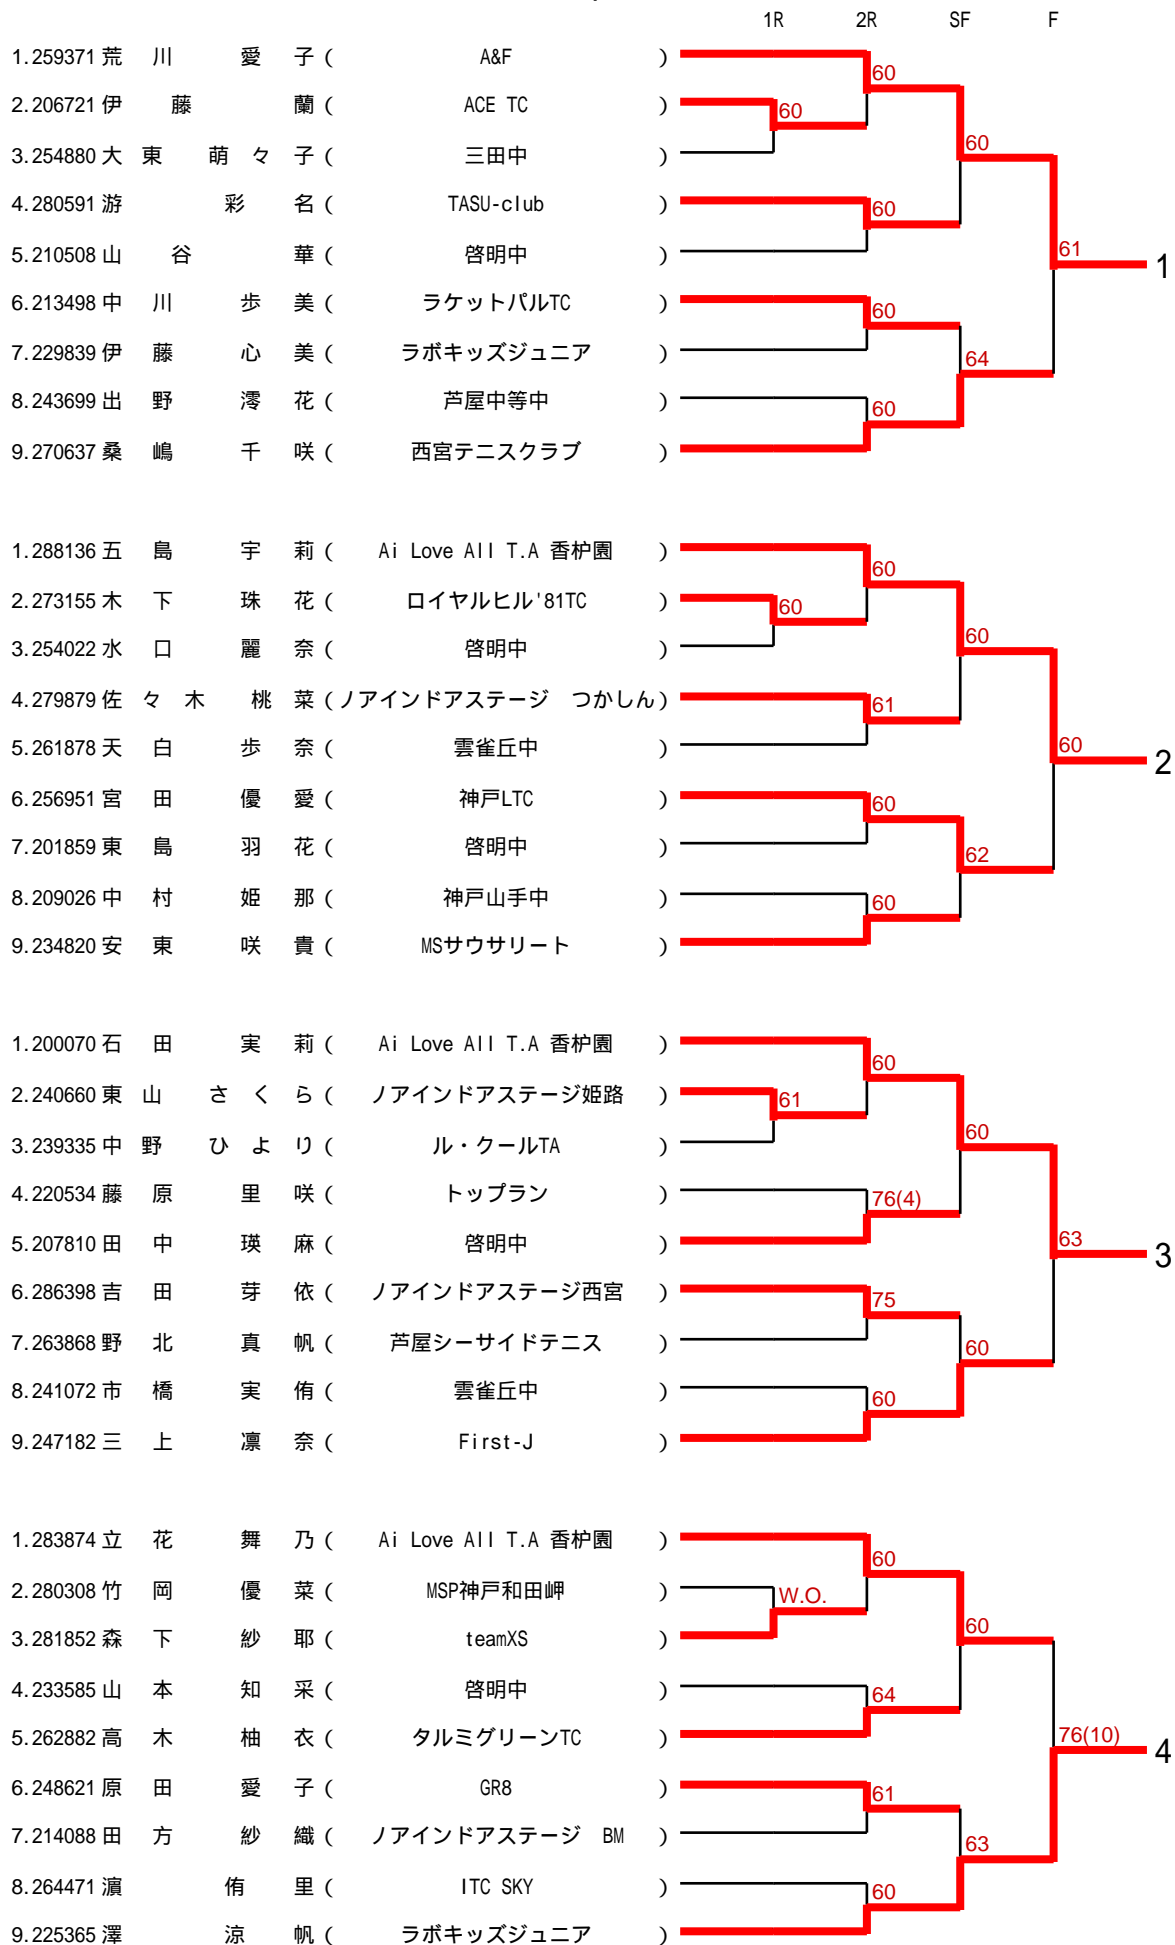 1R 2R SF F
1.259371 荒川 愛子 ( A&F )
60
2.206721 伊藤 蘭 ( ACE TC )
60
3.254880 大東 萌々子 ( 三田中 )
60
4.280591 游 彩名 ( TASU-club )
60
5.210508 山谷 華 ( 啓明中 )
61 1
6.213498 中川 歩美 ( ラケットパルTC )
60
7.229839 伊藤 心美 ( ラボキッズジュニア )
64
8.243699 出野 澪花 ( 芦屋中等中 )
60
9.270637 桑嶋 千咲 ( 西宮テニスクラブ )
1.288136 五島 宇莉 ( Ai Love All T.A 香枦園 )
60
2.273155 木下 珠花 ( ロイヤルヒル'81TC )
60
3.254022 水口 麗奈 ( 啓明中 )
60
4.279879 佐々木 桃菜 (ノアインドアステージ つかしん)
61
5.261878 天白 歩奈 ( 雲雀丘中 )
60 2
6.256951 宮田 優愛 ( 神戸LTC )
60
7.201859 東島 羽花 ( 啓明中 )
62
8.209026 中村 姫那 ( 神戸山手中 )
60
9.234820 安東 咲貴 ( MSサウサリート )
1.200070 石田 実莉 ( Ai Love All T.A 香枦園 )
60
2.240660 東山 さくら ( ノアインドアステージ姫路 )
61
3.239335 中野 ひより ( ル・クールTA )
60
4.220534 藤原 里咲 ( トップラン )
76(4)
5.207810 田中 瑛麻 ( 啓明中 )
63 3
6.286398 吉田 芽依 ( ノアインドアステージ西宮 )
75
7.263868 野北 真帆 ( 芦屋シーサイドテニス )
60
8.241072 市橋 実侑 ( 雲雀丘中 )
60
9.247182 三上 凛奈 ( First-J )
1.283874 立花 舞乃 ( Ai Love All T.A 香枦園 )
60
2.280308 竹岡 優菜 ( MSP神戸和田岬 )
W.O.
3.281852 森下 紗耶 ( teamXS )
60
4.233585 山本 知采 ( 啓明中 )
64
5.262882 高木 柚衣 ( タルミグリーンTC )
76(10) 4
6.248621 原田 愛子 ( GR8 )
61
7.214088 田方 紗織 ( ノアインドアステージ BM )
63
8.264471 濵 侑里 ( ITC SKY )
60
9.225365 澤 涼帆 ( ラボキッズジュニア )